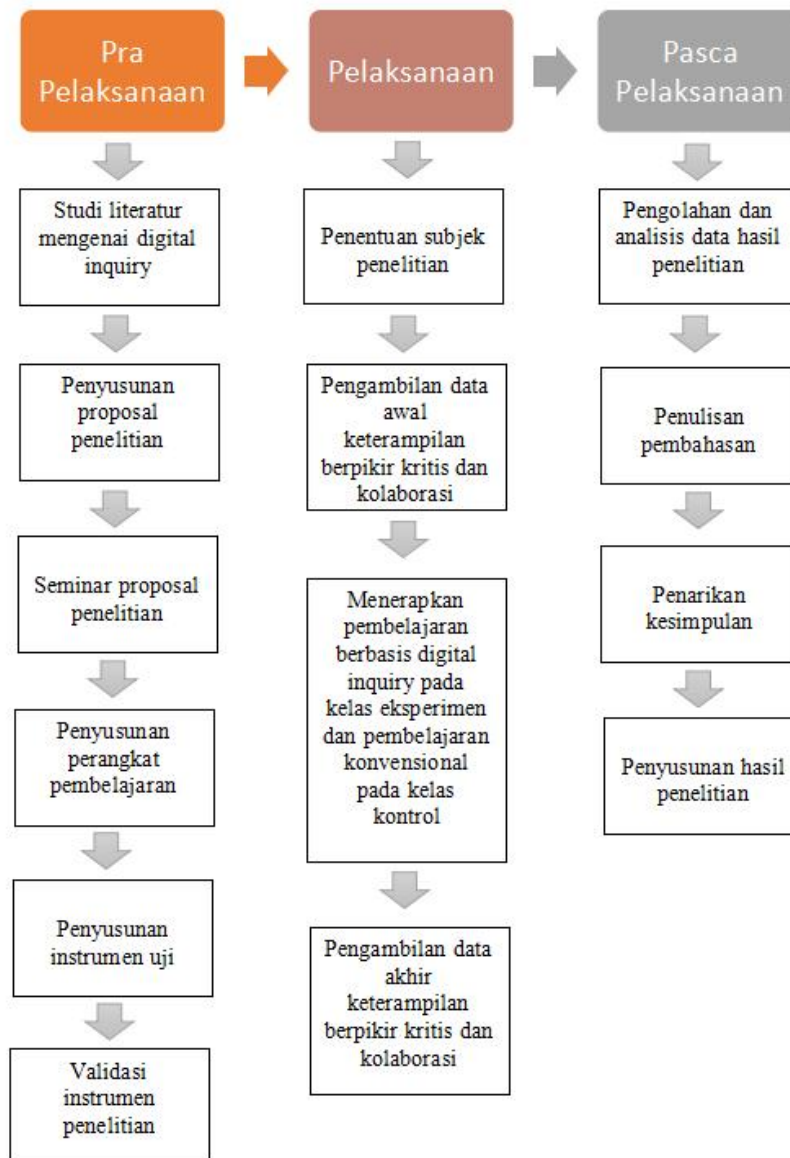 Pra
Pelaksanaan
Studi literatur
mengenai digital
inquiry
Penyusunan
proposal
penelitian
Seminar proposal
penelitian
Penyusunan
perangkat
pembelajaran
Penyusunan
instrumen uji
Validasi
instrumen
penelitian
Pelaksanaan
Penentuan subjek
penelitian
Pengambilan data
awal
keterampilan
berpikir kritis dan
kolaborasi
Menerapkan
pembelajaran
berbasis digital
inquiry pada
kelas eksperimen
dan pembelajaran
konvensional
pada kelas
kontrol
Pengambilan data
akhir
keterampilan
berpikir kritis dan
kolaborasi
Pasca
Pelaksanaan
Pengolahan dan
analisis data hasil
penelitian
Penulisan
pembahasan
Penarikan
kesimpulan
Penyusunan hasil
penelitian